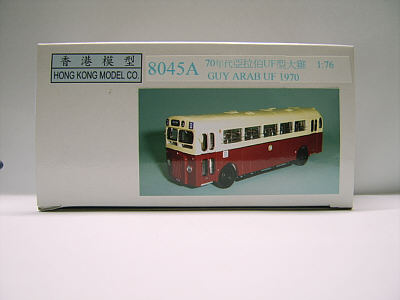 香港模型
HONG KONG MODEL CO.
8045A
70年代亞拉伯UF型大雞 1:76
GUY ARAB UF 1970